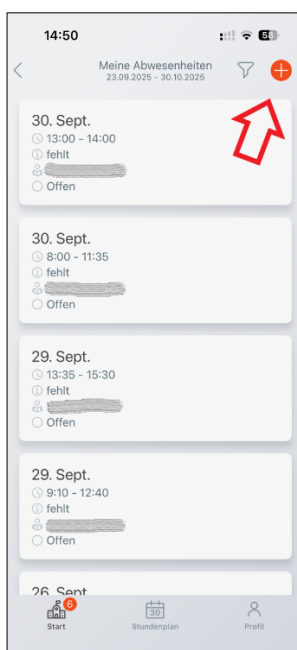 14:50
58
Meine Abwesenheiten
23.09.2025 - 30.10.2025
30. Sept.
13:00 - 14:00
fehlt
Offen
30. Sept.
8:00 - 11:35
fehlt
Offen
29. Sept.
13:35 - 15:30
fehlt
Offen
29. Sept.
9:10 - 12:40
fehlt
Offen
26. Sept.
6
30
Start
Stundenplan
Profil